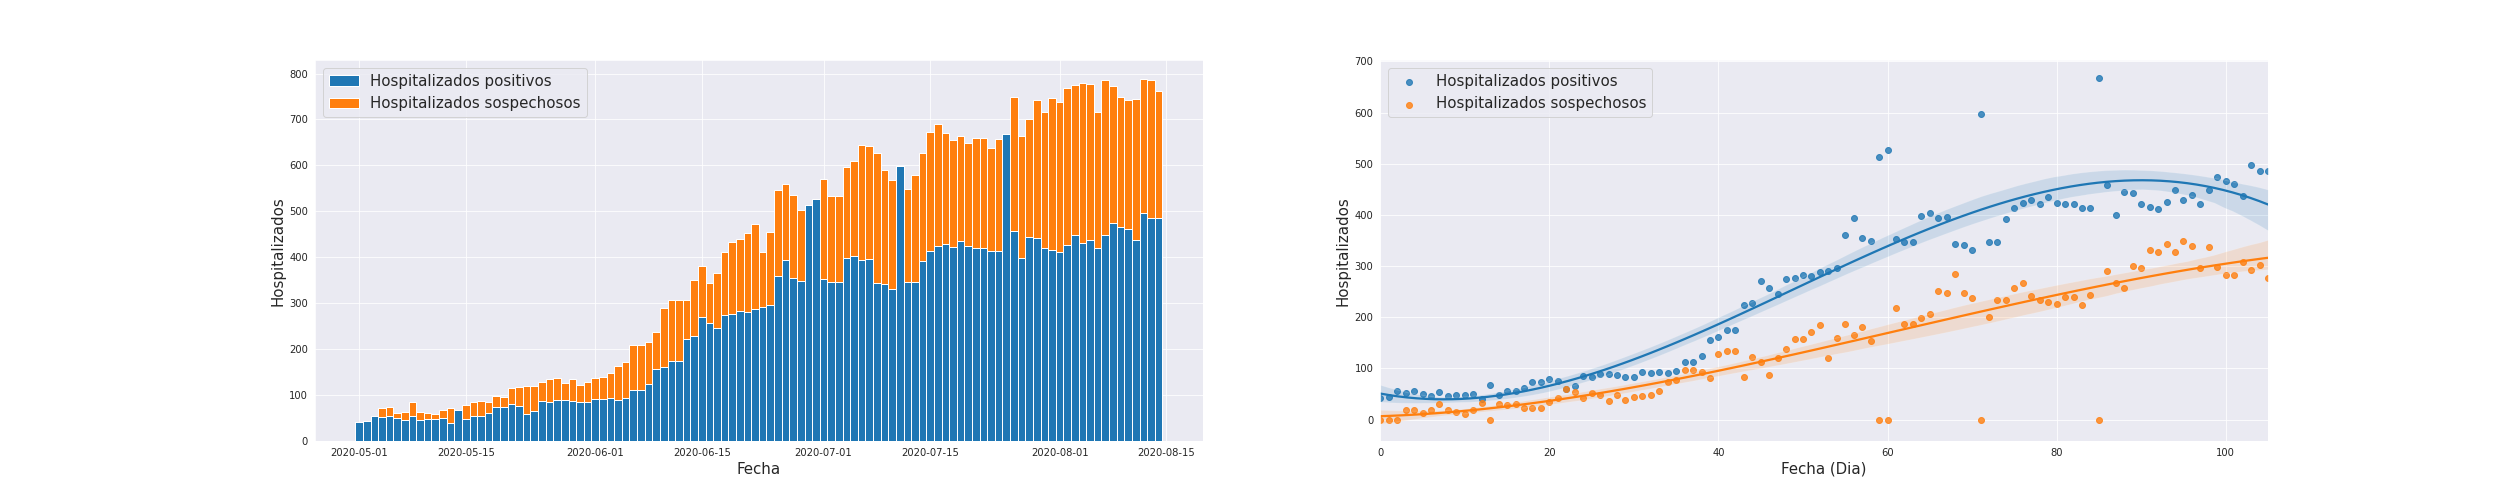 800
700
600
500
400
300
200
100
0
Hospitalizados
Hospitalizados positivos
Hospitalizados sospechosos
2020-05-01 2020-05-15 2020-06-01 2020-06-15 2020-07-01 2020-07-15 2020-08-01 2020-08-15
Fecha
700
600
500
400
300
200
100
0
Hospitalizados
Hospitalizados positivos
Hospitalizados sospechosos
0 20 40 60 80 100
Fecha (Dia)